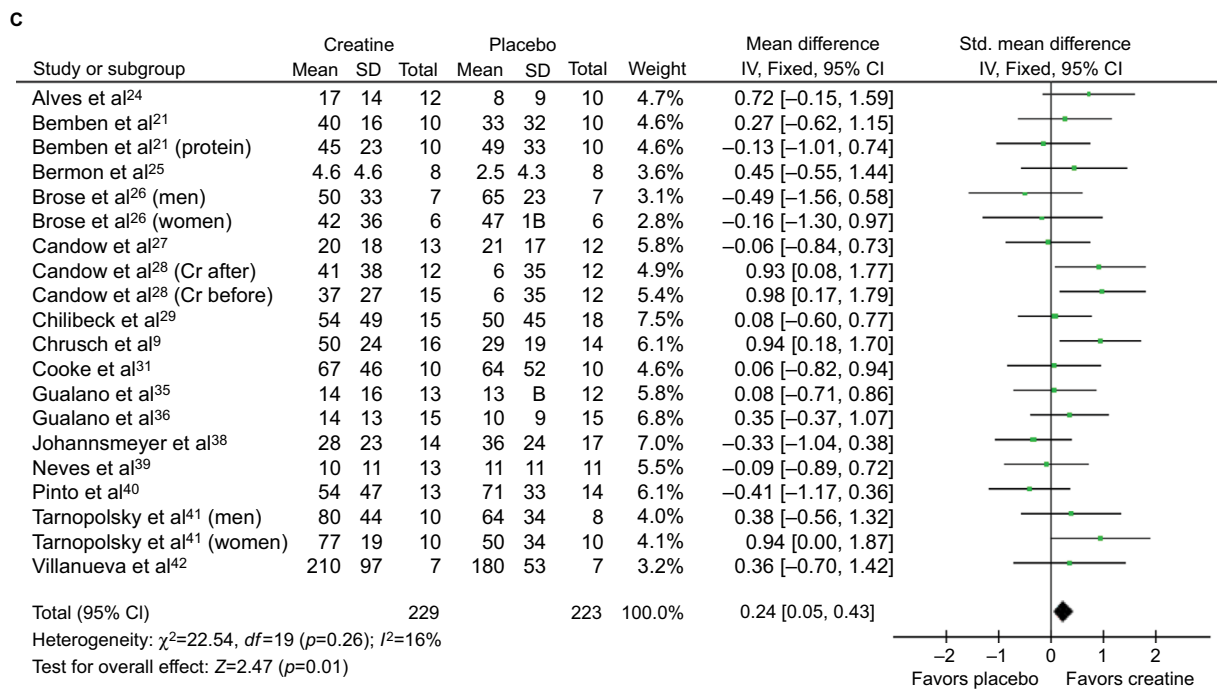 C
Creatine Placebo Mean difference Std. mean difference
Study or subgroup Mean SD Total Mean SD Total Weight IV, Fixed, 95% CI IV, Fixed, 95% CI
Alves et al24 17 14 12 8 9 10 4.7% 0.72 [–0.15, 1.59]
Bemben et al21 40 16 10 33 32 10 4.6% 0.27 [–0.62, 1.15]
Bemben et al21 (protein) 45 23 10 49 33 10 4.6% –0.13 [–1.01, 0.74]
Bermon et al25 4.6 4.6 8 2.5 4.3 8 3.6% 0.45 [–0.55, 1.44]
Brose et al26 (men) 50 33 7 65 23 7 3.1% –0.49 [–1.56, 0.58]
Brose et al26 (women) 42 36 6 47 1B 6 2.8% –0.16 [–1.30, 0.97]
Candow et al27 20 18 13 21 17 12 5.8% –0.06 [–0.84, 0.73]
Candow et al28 (Cr after) 41 38 12 6 35 12 4.9% 0.93 [0.08, 1.77]
Candow et al28 (Cr before) 37 27 15 6 35 12 5.4% 0.98 [0.17, 1.79]
Chilibeck et al29 54 49 15 50 45 18 7.5% 0.08 [–0.60, 0.77]
Chrusch et al9 50 24 16 29 19 14 6.1% 0.94 [0.18, 1.70]
Cooke et al31 67 46 10 64 52 10 4.6% 0.06 [–0.82, 0.94]
Gualano et al35 14 16 13 13 B 12 5.8% 0.08 [–0.71, 0.86]
Gualano et al36 14 13 15 10 9 15 6.8% 0.35 [–0.37, 1.07]
Johannsmeyer et al38 28 23 14 36 24 17 7.0% –0.33 [–1.04, 0.38]
Neves et al39 10 11 13 11 11 11 5.5% –0.09 [–0.89, 0.72]
Pinto et al40 54 47 13 71 33 14 6.1% –0.41 [–1.17, 0.36]
Tarnopolsky et al41 (men) 80 44 10 64 34 8 4.0% 0.38 [–0.56, 1.32]
Tarnopolsky et al41 (women) 77 19 10 50 34 10 4.1% 0.94 [0.00, 1.87]
Villanueva et al42 210 97 7 180 53 7 3.2% 0.36 [–0.70, 1.42]
Total (95% CI) 229 223 100.0% 0.24 [0.05, 0.43]
Heterogeneity: χ2=22.54, df=19 (p=0.26); I2=16%
Test for overall effect: Z=2.47 (p=0.01)
–2 –1 0 1 2
Favors placebo Favors creatine